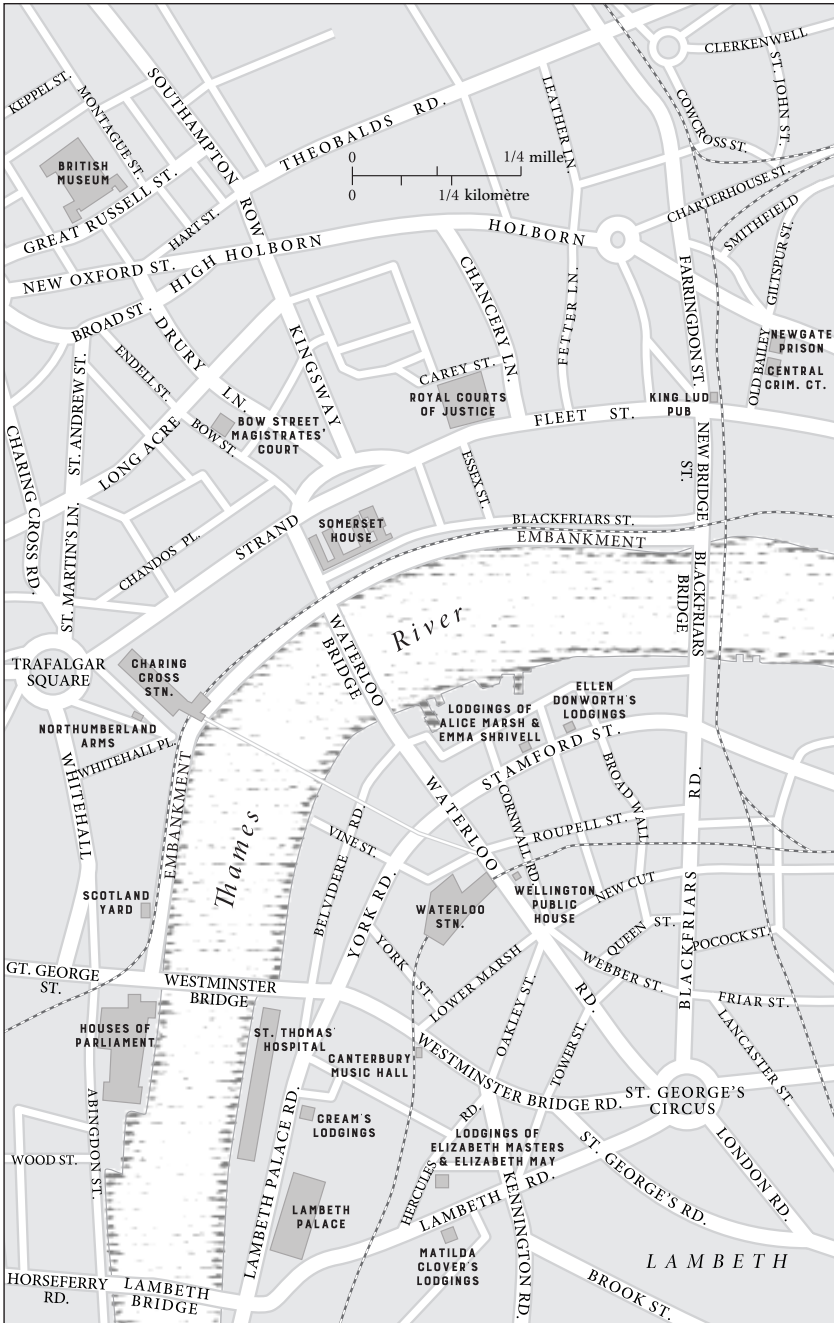 CLERKENWELL
KEPPEL ST.
MONTAGUE ST.
SOUTHAMPTON ROW
THEOBALDS RD.
LEATHER LN.
COWCROSS ST.
ST. JOHN ST.
BRITISH
MUSEUM
0
1/4 mille
0
1/4 kilomètre
CHARTERHOUSE ST.
SMITHFIELD
GREAT RUSSELL ST.
HART ST.
HIGH HOLBORN
HOLBORN
NEW OXFORD ST.
GILTSPUR ST.
BROAD ST.
DRURY LN.
KINGSWAY
CHANCERY LN.
FETTER LN.
FARRINGDON ST.
OLD BAILEY
NEWGATE
PRISON
CENTRAL
CRIM. CT.
ENDELL ST.
ST. ANDREW ST.
CAREY ST.
ROYAL COURTS
OF JUSTICE
KING LUD
PUB
FLEET ST.
BOW STREET
MAGISTRATES'
COURT
BOW ST.
LONG ACRE
CHARING CROSS RD.
ESSEX ST.
NEW BRIDGE
ST.
ST. MARTIN'S LN.
CHANDOS PL.
STRAND
SOMERSET
HOUSE
BLACKFRIARS ST.
EMBANKMENT
BLACKFRIARS
BRIDGE
River
WATERLOO
BRIDGE
TRAFALGAR
SQUARE
CHARING
CROSS
STN.
NORTHUMBERLAND
ARMS
WHITEHALL PL.
WHITEHALL
EMBANKMENT
LODGINGS OF
ALICE MARSH &
EMMA SHRIVELL
ELLEN
DONWORTH'S
LODGINGS
STAMFORD ST.
BROAD WALL
CORNWALL RD.
ROUPELL ST.
WATERLOO RD.
BLACKFRIARS RD.
Thames
VINE ST.
BELVIDERE RD.
YORK RD.
SCOTLAND
YARD
WATERLOO
STN.
WELLINGTON
PUBLIC
HOUSE
NEW CUT
QUEEN ST.
POCOCK ST.
YORK ST.
LOWER MARSH
WEBBER ST.
FRIAR ST.
GT. GEORGE
ST.
WESTMINSTER
BRIDGE
HOUSES OF
PARLIAMENT
ST. THOMAS'
HOSPITAL
CANTERBURY
MUSIC HALL
OAKLEY ST.
TOWER ST.
LANCASTER ST.
WESTMINSTER BRIDGE RD.
ST. GEORGE'S
CIRCUS
ABINGDON ST.
CREAM'S
LODGINGS
LODGINGS OF
ELIZABETH MASTERS
& ELIZABETH MAY
ST. GEORGE'S RD.
LONDON RD.
WOOD ST.
LAMBETH PALACE RD.
HERCULES RD.
LAMBETH RD.
KENNINGTON RD.
LAMBETH
PALACE
MATILDA
CLOVER'S
LODGINGS
LAMBETH
HORSEFERRY
RD.
LAMBETH
BRIDGE
BROOK ST.